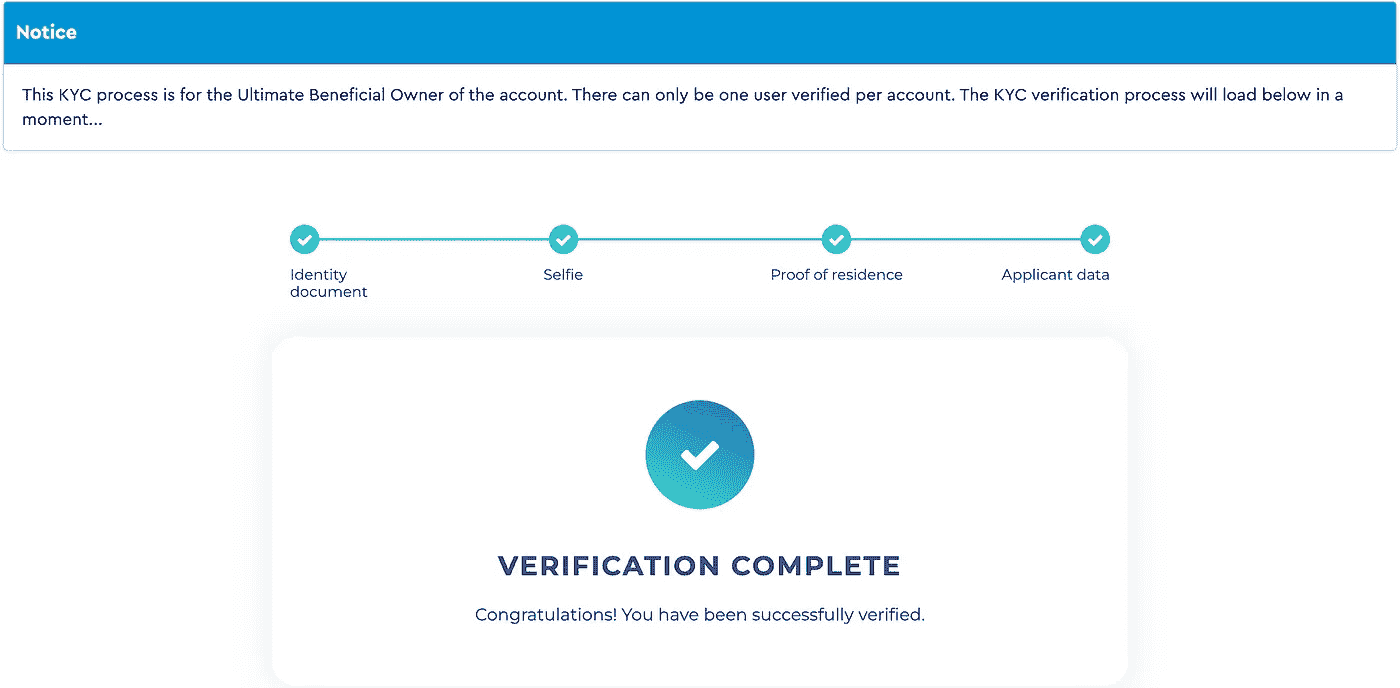 Notice
This KYC process is for the Ultimate Beneficial Owner of the account. There can only be one user verified per account. The KYC verification process will load below in a
moment...
Identity
document
Selfie
Proof of residence
Applicant data
VERIFICATION COMPLETE
Congratulations! You have been successfully verified.